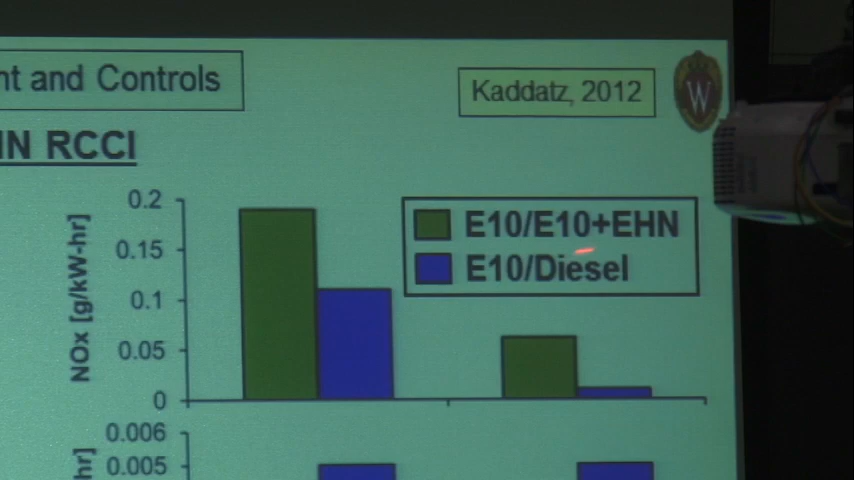 nt and Controls
Kaddatz, 2012
W
IN RCCI
0.2
0.15
0.1
0.05
0
NOx [g/kW-hr]
E10/E10+EHN
E10/Diesel
0.006
0.005
hr]